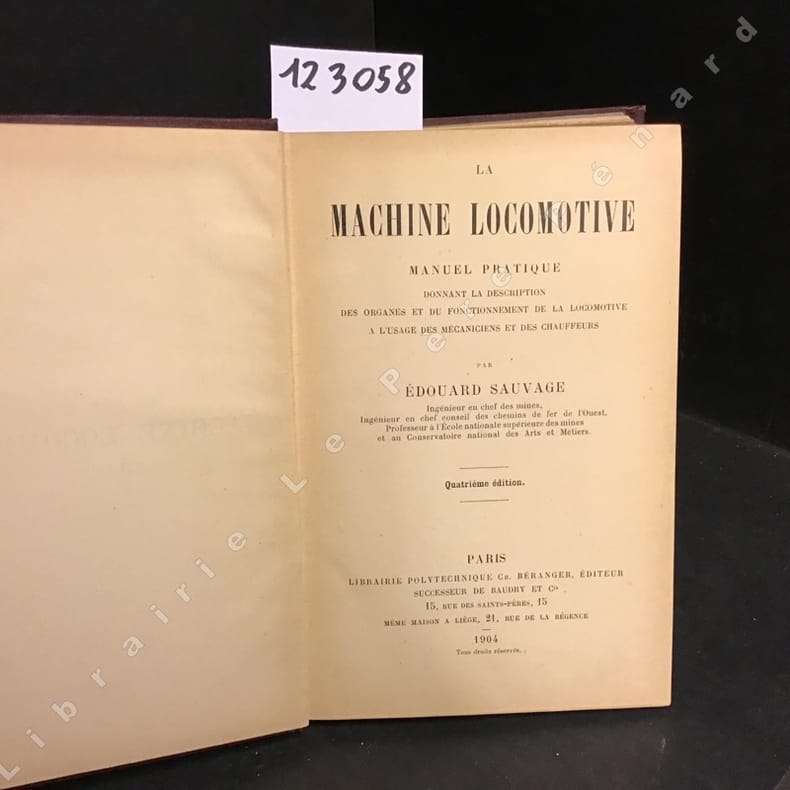 123058
LA
MACHINE LOCOMOTIVE
MANUEL PRATIQUE
DONNANT LA DESCRIPTION
DES ORGANES ET DU FONCTIONNEMENT DE LA LOCOMOTIVE
A L'USAGE DES MÉCANICIENS ET DES CHAUFFEURS
PAR
ÉDOUARD SAUVAGE
Ingénieur en chef des mines,
Ingénieur en chef conseil des chemins de fer de l'Ouest,
Professeur à l'École nationale supérieure des mines
et au Conservatoire national des Arts et Metiers.
Quatrième édition.
PARIS
LIBRAIRIE POLYTECHNIQUE CH. BÉRANGER, ÉDITEUR
SUCCESSEUR DE BAUDRY ET Cie
15, RUE DES SAINTS-PÈRES, 15
MÊME MAISON A LIÉGE, 21, RUE DE LA RÉGENCE
1904
Tous droits réservés.
Librairie Le Père Pénard